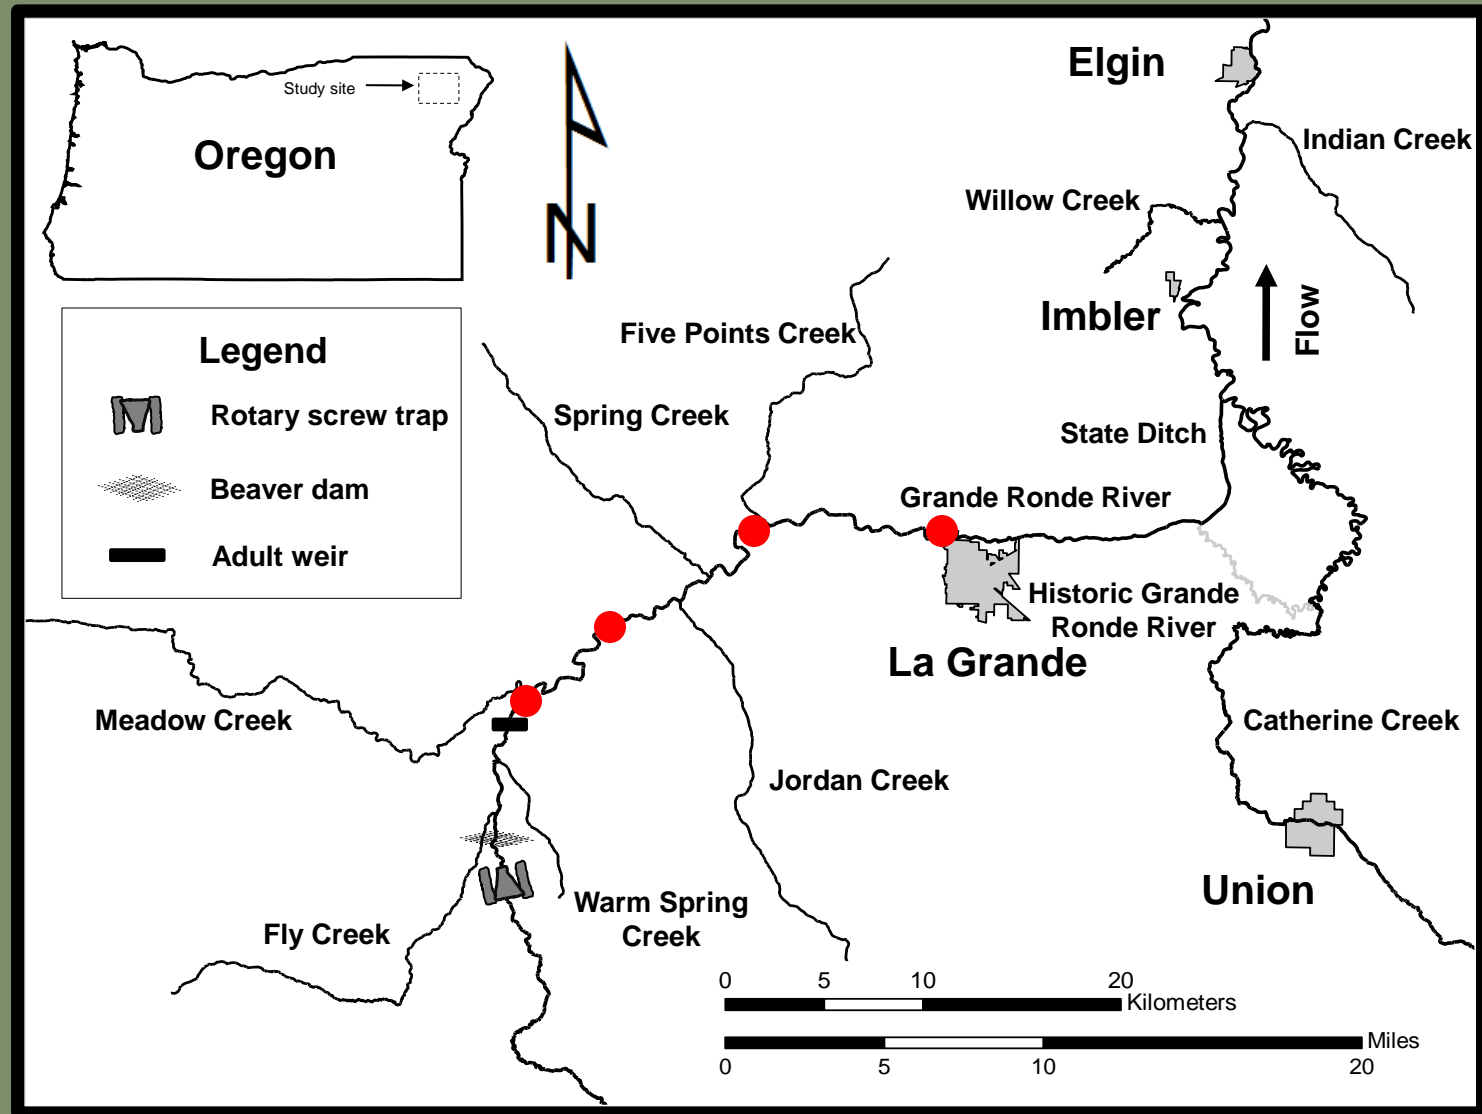 Study site
Oregon
N
Elgin
Indian Creek
Willow Creek
Imbler
Flow
Legend
Rotary screw trap
Beaver dam
Adult weir
Five Points Creek
Spring Creek
State Ditch
Grande Ronde River
Historic Grande
Ronde River
La Grande
Meadow Creek
Catherine Creek
Jordan Creek
Union
Warm Spring
Creek
Fly Creek
0 5 10 20
Kilometers
Miles
0 5 10 20